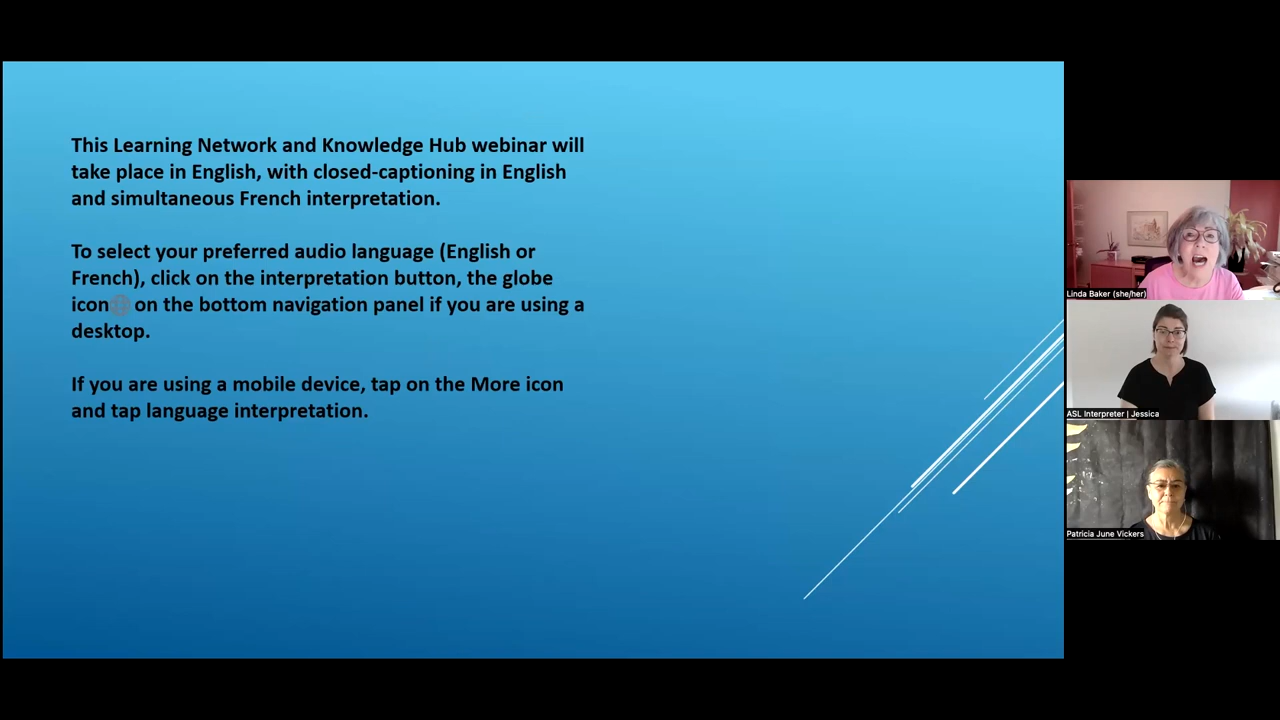 This Learning Network and Knowledge Hub webinar will
take place in English, with closed-captioning in English
and simultaneous French interpretation.
To select your preferred audio language (English or
French), click on the interpretation button, the globe
icon on the bottom navigation panel if you are using a
desktop.
If you are using a mobile device, tap on the More icon
and tap language interpretation.
Linda Baker (she/her)
ASL Interpreter | Jessica
Patricia June Vickers